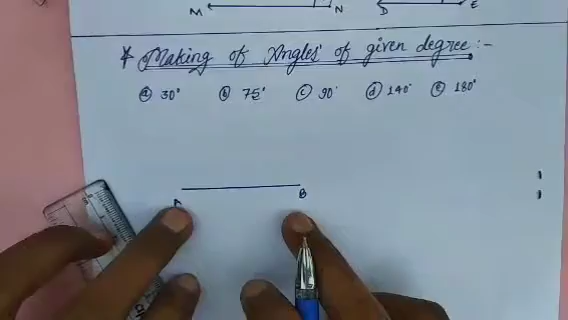 M N D E
* Making of Angles' of given degree :-
ⓐ 30° ⓑ 75° ⓒ 90° ⓓ 140° ⓔ 180°
A B